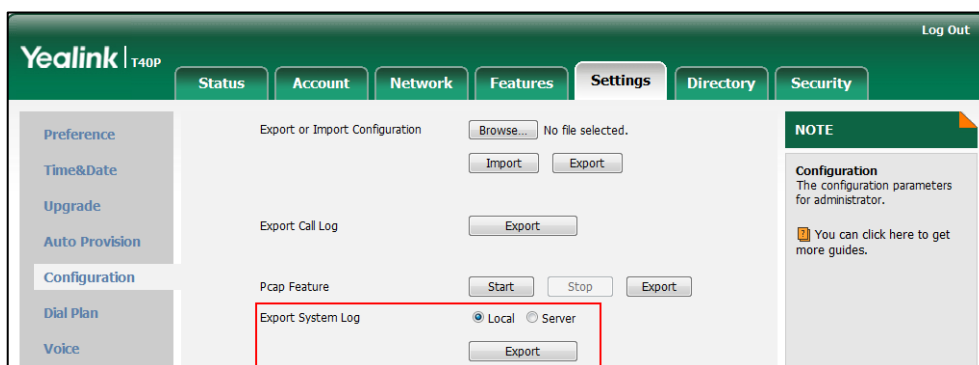 Log Out
Yealink T40P
Status Account Network Features Settings Directory Security
Preference
Time&Date
Upgrade
Auto Provision
Configuration
Dial Plan
Voice
Export or Import Configuration Browse... No file selected.
Import Export
Export Call Log Export
Pcap Feature Start Stop Export
Export System Log Local Server
Export
NOTE
Configuration
The configuration parameters
for administrator.
You can click here to get
more guides.